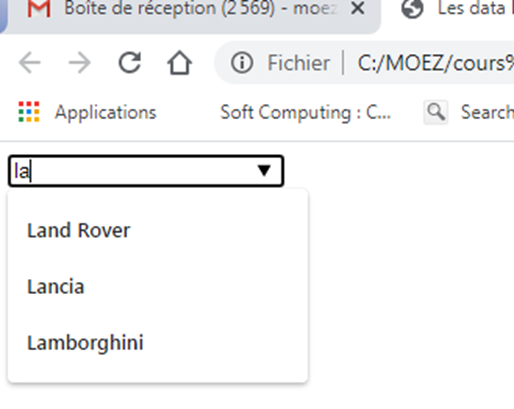 Boîte de réception (2 569) - moez
Les data
Fichier
C:/MOEZ/cours%
Applications
Soft Computing : C...
Search
la
Land Rover
Lancia
Lamborghini